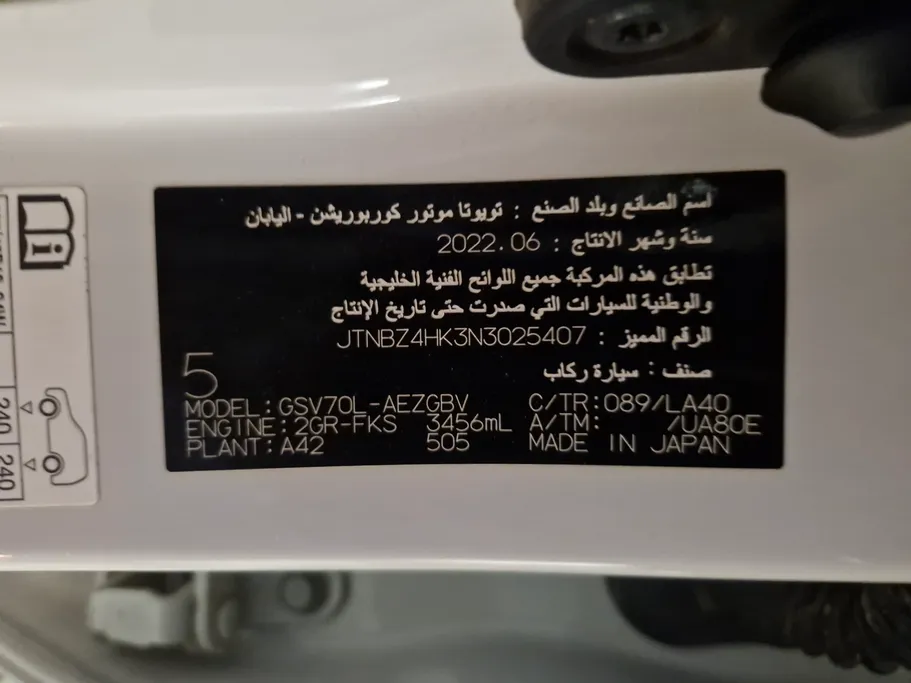 اسم الصانع وبلد الصنع : تويوتا موتور كوربوريشن - اليابان
سنة وشهر الانتاج : 2022.06
تطابق هذه المركبة جميع اللوائح الفنية الخليجية
والوطنية للسيارات التي صدرت حتى تاريخ الإنتاج
الرقم المميز : JTNBZ4HK3N3025407
صنف : سيارة ركاب
5
MODEL:GSV70L-AEZGBV C/TR:089/LA40
ENGINE:2GR-FKS 3456mL A/TM: /UA80E
PLANT:A42 505 MADE IN JAPAN
i
240
240